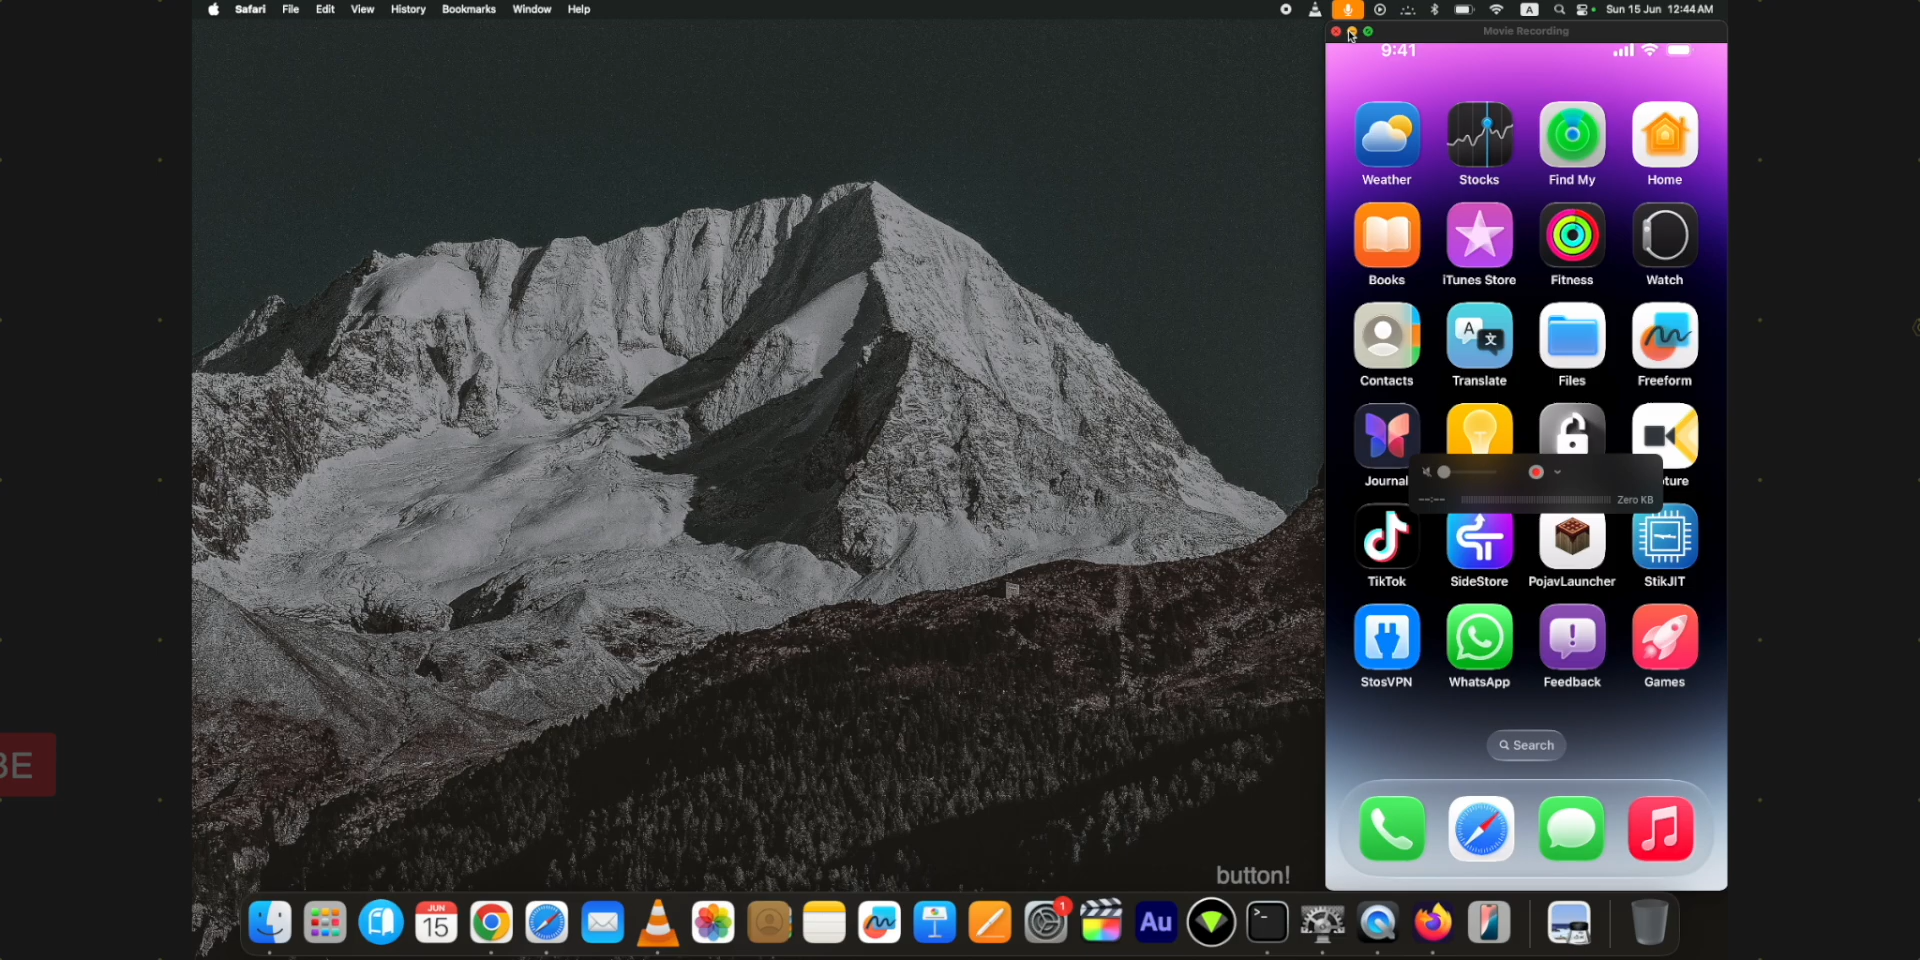 Safari File Edit View History Bookmarks Window Help
A
Sun 15 Jun 12:44 AM
Movie Recording
9:41
Weather Stocks Find My Home
Books iTunes Store Fitness Watch
A
文
Contacts Translate Files Freeform
Journal
--:-- Zero KB
TikTok SideStore PojavLauncher StikJIT
StosVPN WhatsApp Feedback Games
Search
BE
button!
JUN
15
1
Au
>_